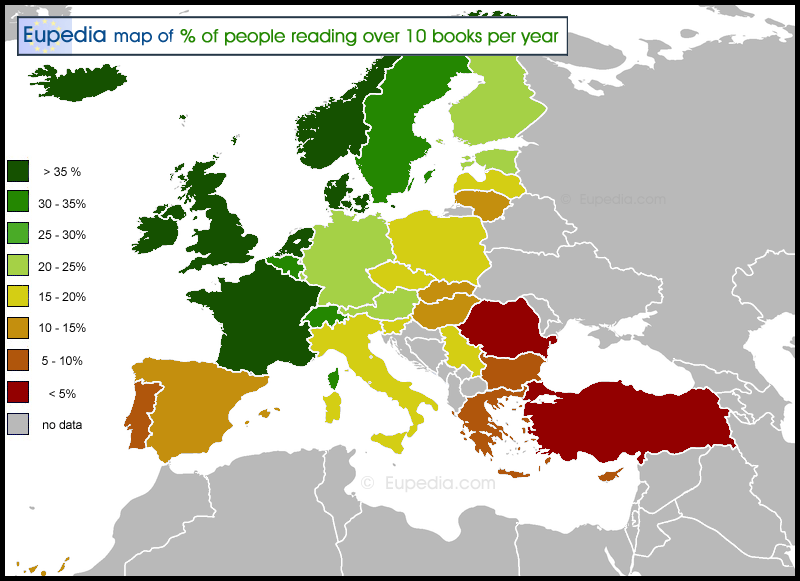 Eupedia map of % of people reading over 10 books per year
> 35 %
30 - 35%
25 - 30%
20 - 25%
15 - 20%
10 - 15%
5 - 10%
< 5%
no data
© Eupedia.com
© Eupedia.com